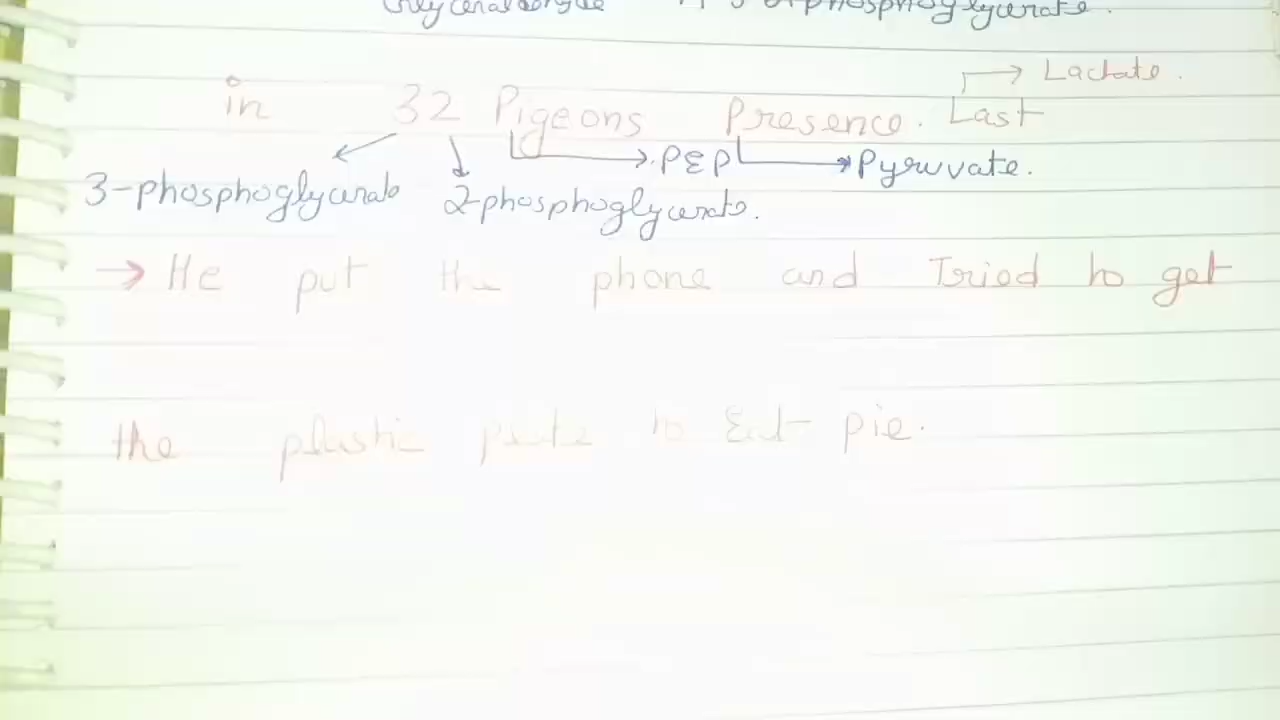 phosphoglycerate.
Lactate.
in 32 Pigeons Presence. Last
PEP Pyruvate.
3-phosphoglycerate 2-phosphoglycerate.
→ He put the phone and Tried to get
the plastic to Eat pie.